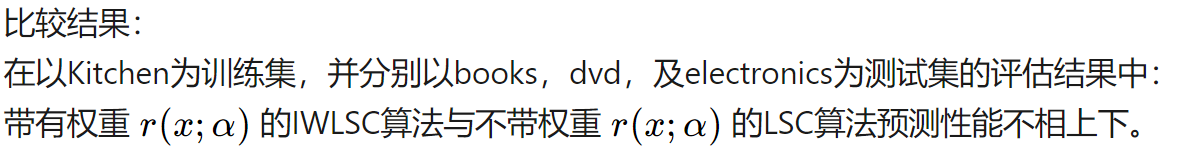 比较结果：
在以Kitchen为训练集，并分别以books，dvd，及electronics为测试集的评估结果中：
带有权重 r(x; α) 的IWLSC算法与不带权重 r(x; α) 的LSC算法预测性能不相上下。